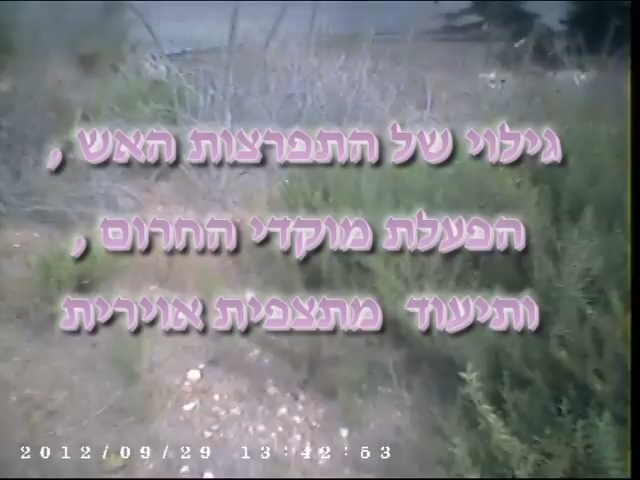 גילוי של התפרצות האש ,
הפעלת מוקדי החרום ,
ותיעוד מתצפית אוירית
2012/09/29 13:42:53